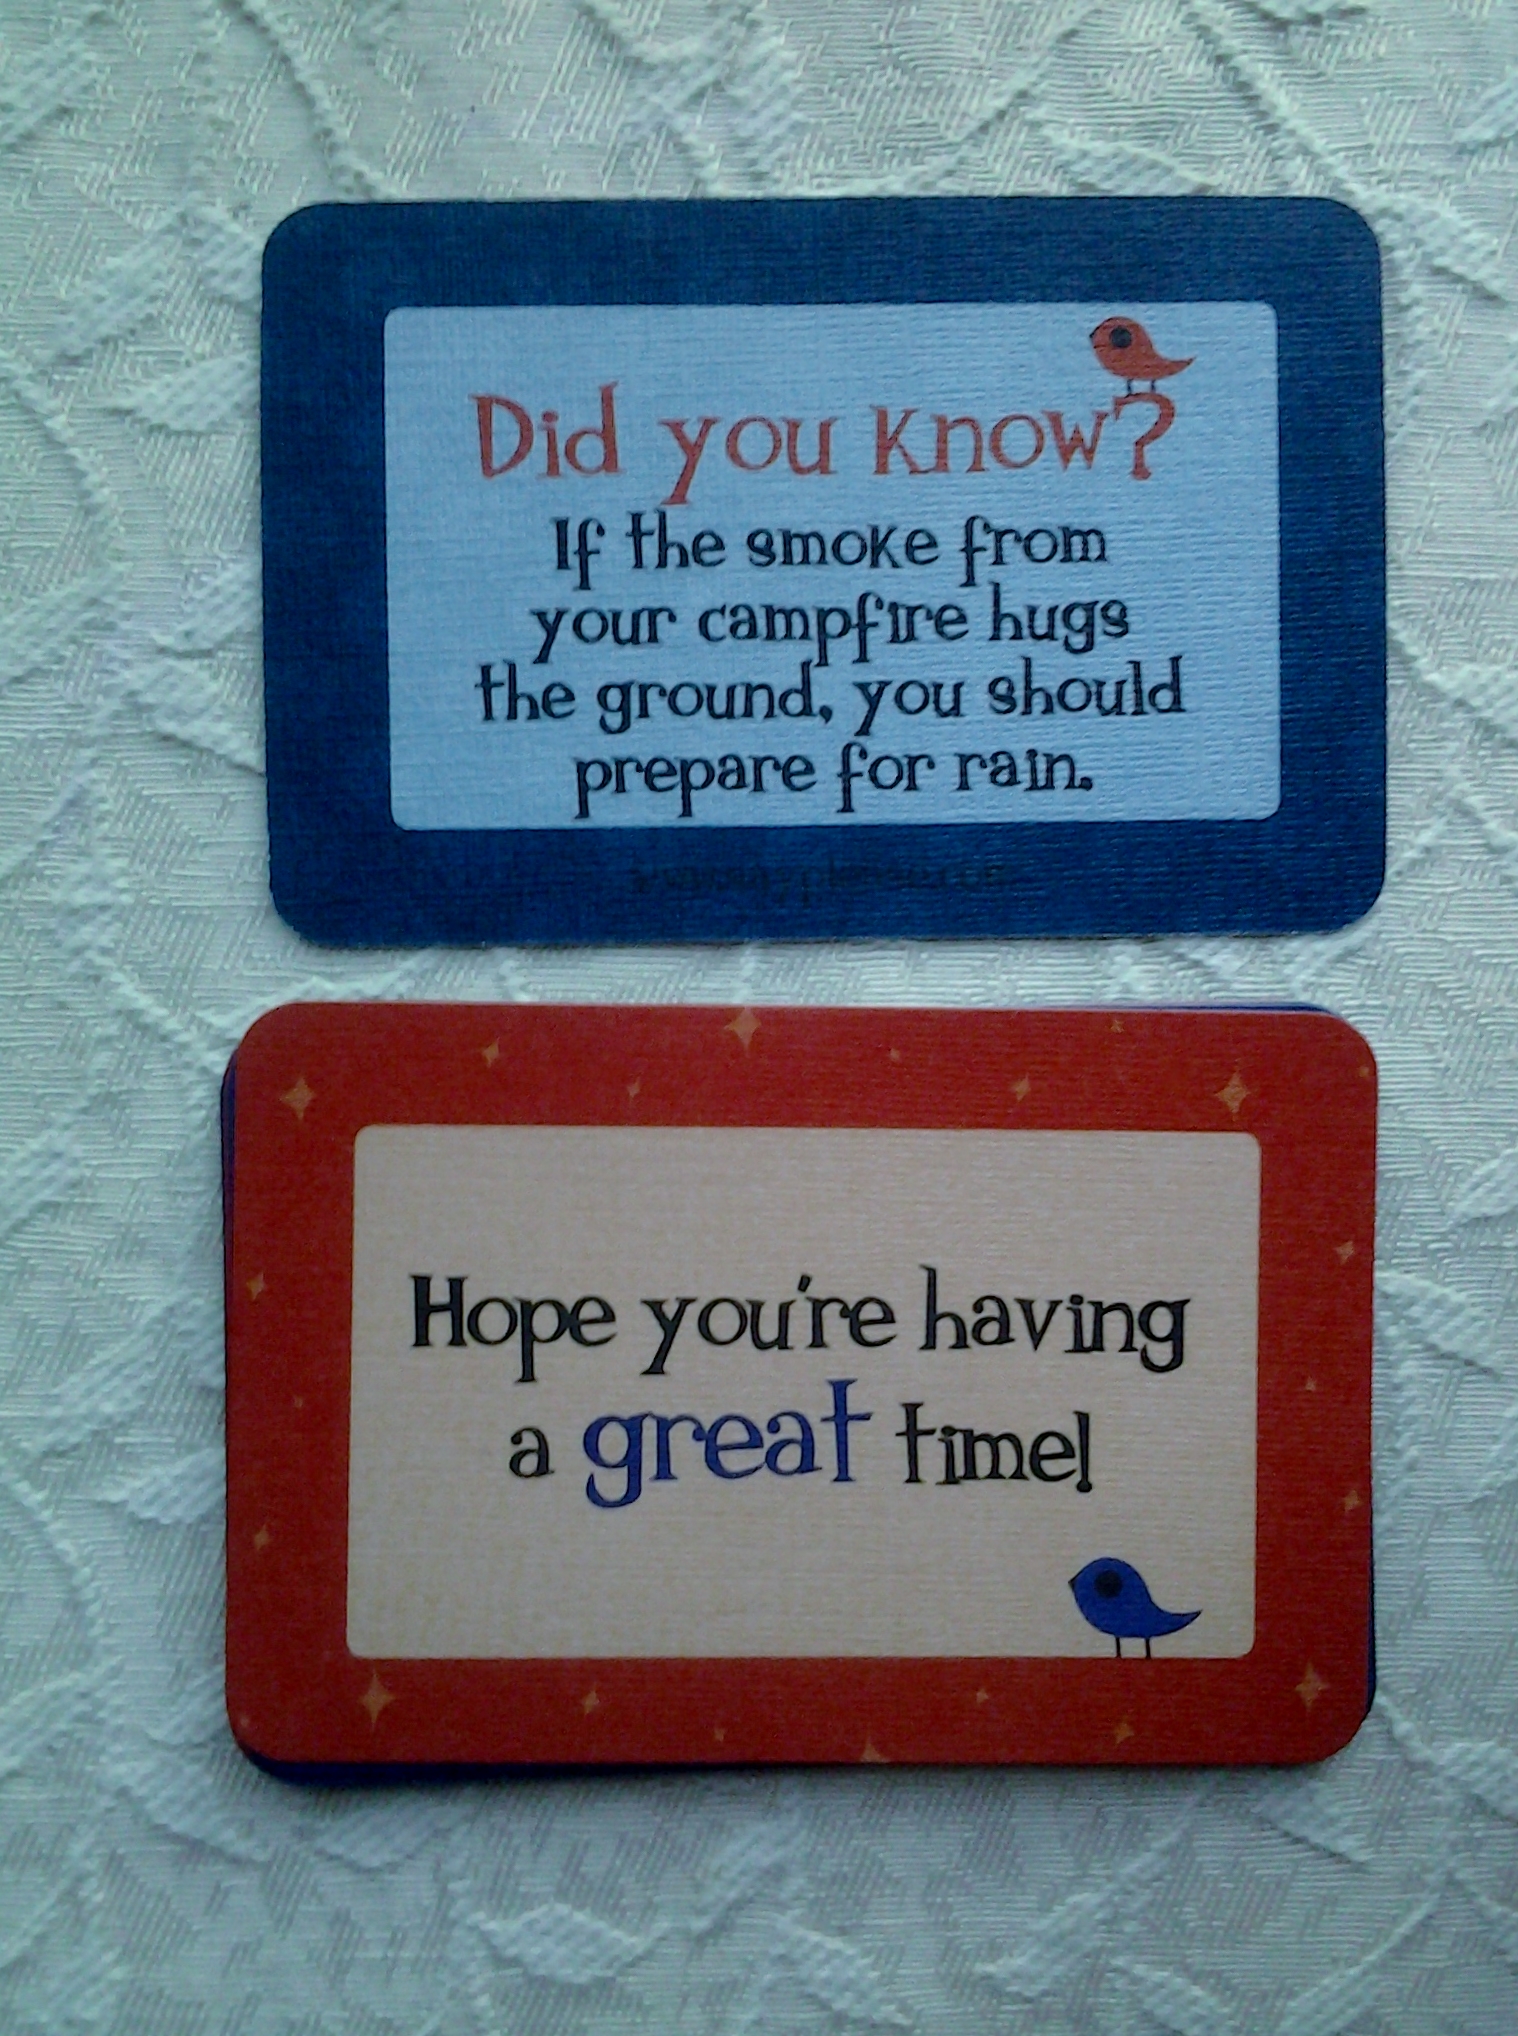 Did you know?
If the smoke from
your campfire hugs
the ground, you should
prepare for rain.
Hope you're having
a great time!